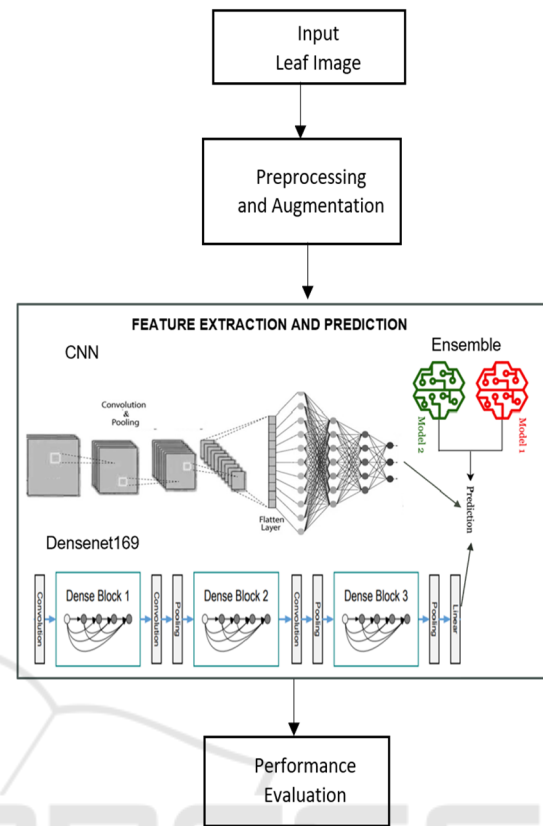 Input
Leaf Image
Preprocessing
and Augmentation
FEATURE EXTRACTION AND PREDICTION
CNN
Ensemble
Convolution
&
Pooling
Model 2
Model 1
Prediction
Flatten
Layer
Densenet169
Convolution
Dense Block 1
Convolution
Pooling
Dense Block 2
Convolution
Pooling
Dense Block 3
Pooling
Linear
Performance
Evaluation